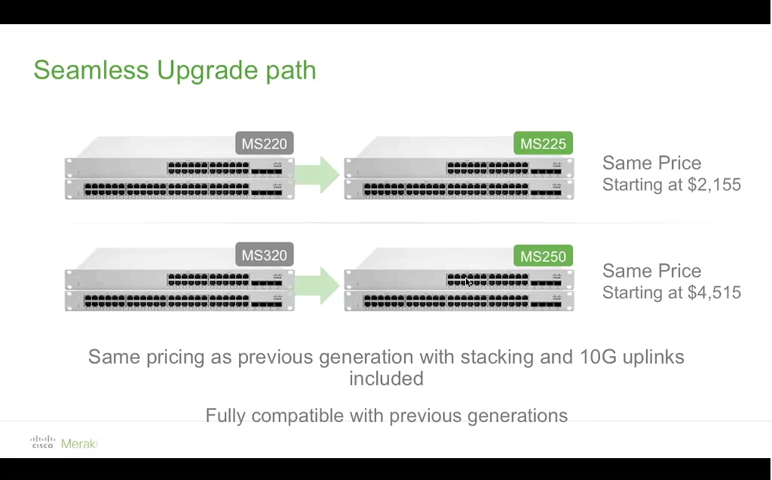 Seamless Upgrade path
MS220
MS225
Same Price
Starting at $2,155
MS320
MS250
Same Price
Starting at $4,515
Same pricing as previous generation with stacking and 10G uplinks
included
Fully compatible with previous generations
CISCO Meraki